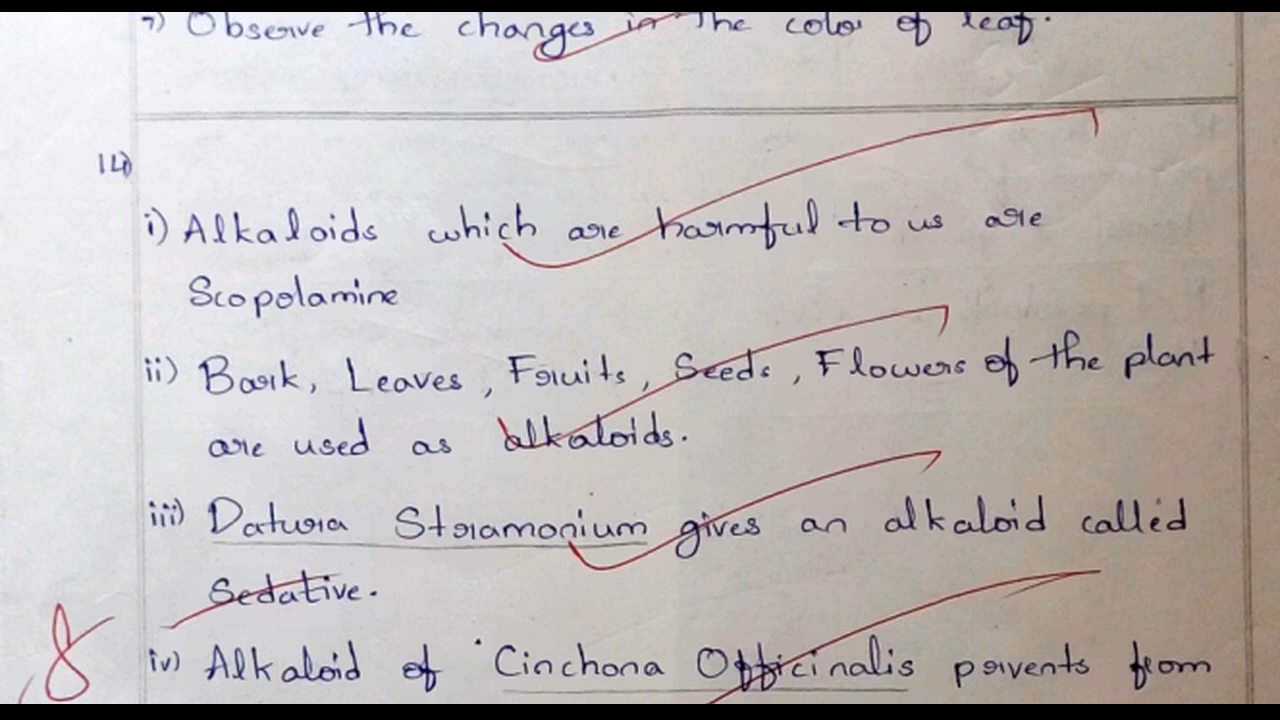 7) Observe the changes in the color of leaf.
14)
i) Alkaloids which are harmful to us are
Scopolamine
ii) Bark, Leaves, Fruits, Seeds, Flowers of the plant
are used as alkaloids.
iii) Datura Stramonium gives an alkaloid called
Sedative.
8
iv) Alkaloid of Cinchona Officinalis privents from